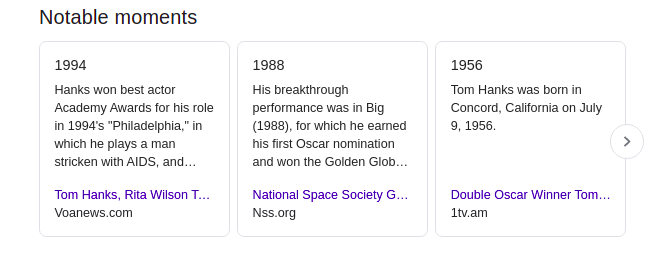 Notable moments
1994
Hanks won best actor
Academy Awards for his role
in 1994's "Philadelphia," in
which he plays a man
stricken with AIDS, and…
Tom Hanks, Rita Wilson T…
Voanews.com
1988
His breakthrough
performance was in Big
(1988), for which he earned
his first Oscar nomination
and won the Golden Glob…
National Space Society G…
Nss.org
1956
Tom Hanks was born in
Concord, California on July
9, 1956.
Double Oscar Winner Tom…
1tv.am